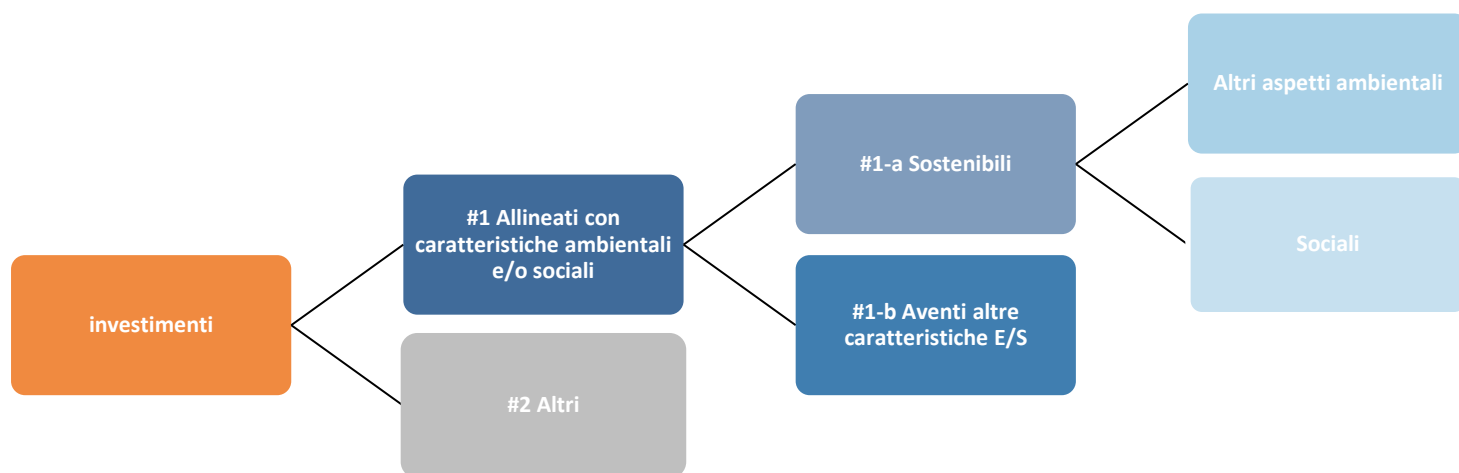 investimenti
#1 Allineati con
caratteristiche ambientali
e/o sociali
#2 Altri
#1-a Sostenibili
#1-b Aventi altre
caratteristiche E/S
Altri aspetti ambientali
Sociali